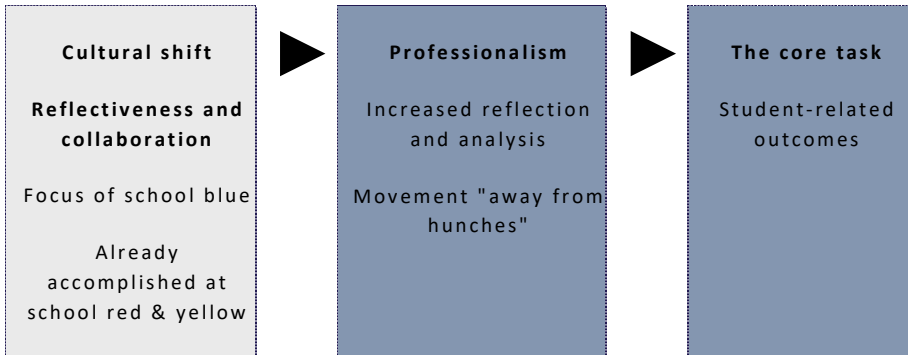 Cultural shift
Reflectiveness and
collaboration
Focus of school blue
Already
accomplished at
school red & yellow
Professionalism
Increased reflection
and analysis
Movement "away from
hunches"
The core task
Student-related
outcomes